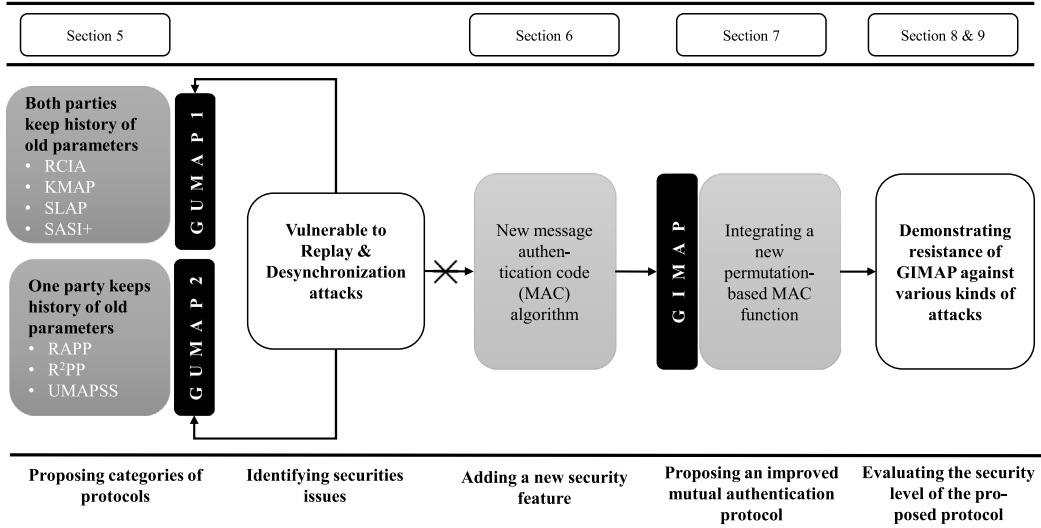 Section 5
Section 6
Section 7
Section 8 & 9
Both parties
keep history of
old parameters
• RCIA
• KMAP
• SLAP
• SASI+
GUMAP 1
One party keeps
history of old
parameters
• RAPP
• R²PP
• UMAPSS
GUMAP 2
Vulnerable to
Replay &
Desynchronization
attacks
New message
authen-
tication code
(MAC)
algorithm
GIMAP
Integrating a
new
permutation-
based MAC
function
Demonstrating
resistance of
GIMAP against
various kinds of
attacks
Proposing categories of
protocols
Identifying securities
issues
Adding a new security
feature
Proposing an improved
mutual authentication
protocol
Evaluating the security
level of the pro-
posed protocol